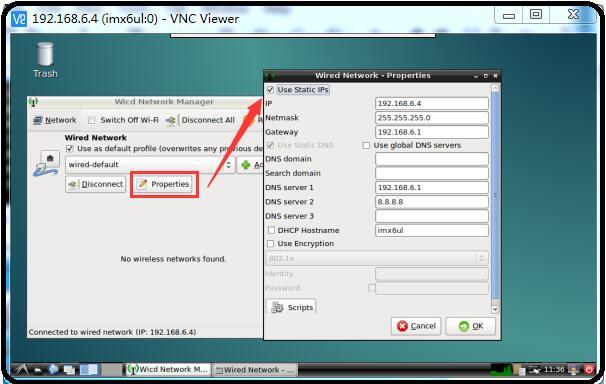 192.168.6.4 (imx6ul:0) - VNC Viewer
Trash
Wicd Network Manager
Network
Switch Off Wi-Fi
Disconnect All
R
Wired Network
Use as default profile (overwrites any previous de
wired-default
Ad
Disconnect
Properties
No wireless networks found.
Connected to wired network (IP: 192.168.6.4)
Wired Network - Properties
Use Static IPs
IP
192.168.6.4
Netmask
255.255.255.0
Gateway
192.168.6.1
Use Static DNS
Use global DNS servers
DNS domain
Search domain
DNS server 1
192.168.6.1
DNS server 2
8.8.8.8
DNS server 3
DHCP Hostname
imx6ul
Use Encryption
802.1x
Identity
Password
Scripts
Cancel
OK
Wicd Network M...
Wired Network - ...
11:36